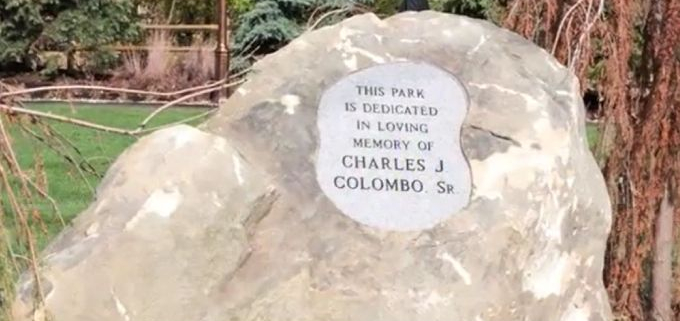 THIS PARK
IS DEDICATED
IN LOVING
MEMORY OF
CHARLES J.
COLOMBO, SR.